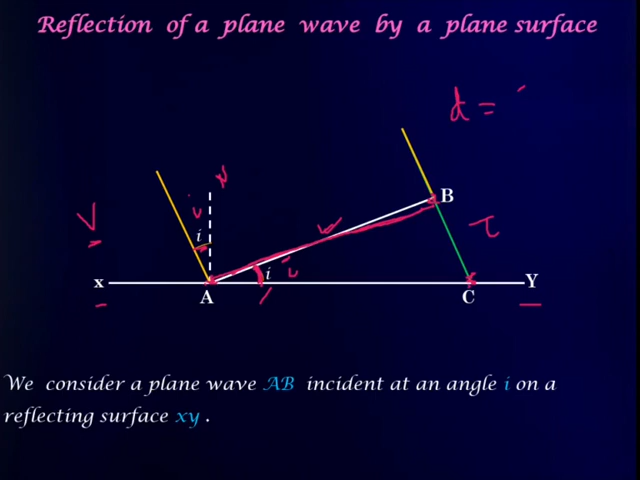 Reflection of a plane wave by a plane surface
d =
B
N
i
V
i
τ
i
i
x
Y
A
C
We consider a plane wave AB incident at an angle i on a
reflecting surface xy .